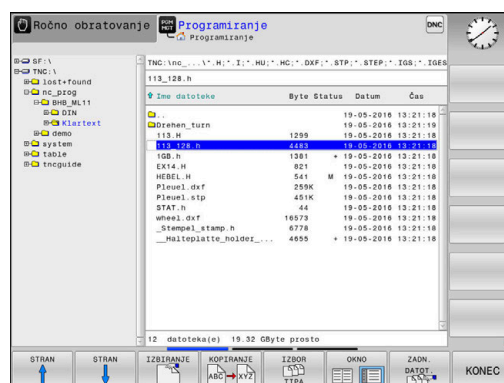 Ročno obratovanje
PGM MGT
Programiranje
Programiranje
DNC
SF:\
TNC:\
lost+found
nc_prog
BHB_ML11
DIN
Klartext
demo
system
table
tncguide
TNC:\nc_...\*.H;*.I;*.HU;*.HC;*.DXF;*.STP;*.STEP;*.IGS;*.IGES
113_128.h
Ime datoteke Byte Status Datum Čas
.. 19-05-2016 13:21:18
Drehen_turn 19-05-2016 13:21:19
113.H 1299 19-05-2016 13:21:18
113_128.h 4463 19-05-2016 13:21:18
1GB.h 1381 + 19-05-2016 13:21:18
EX14.H 821 19-05-2016 13:21:18
HEBEL.H 541 M 19-05-2016 13:21:18
Pleuel.dxf 259K 19-05-2016 13:21:18
Pleuel.stp 451K 19-05-2016 13:21:18
STAT.h 44 19-05-2016 13:21:18
wheel.dxf 16573 19-05-2016 13:21:18
_Stempel_stamp.h 6778 19-05-2016 13:21:18
__Halteplatte_holder_... 4655 + 19-05-2016 13:21:18
12 datoteka(e) 19.32 GByte prosto
STRAN
STRAN
IZBIRANJE
KOPIRANJE
ABC XYZ
IZBOR
TIPA
OKNO
ZADN.
DATOT.
KONEC